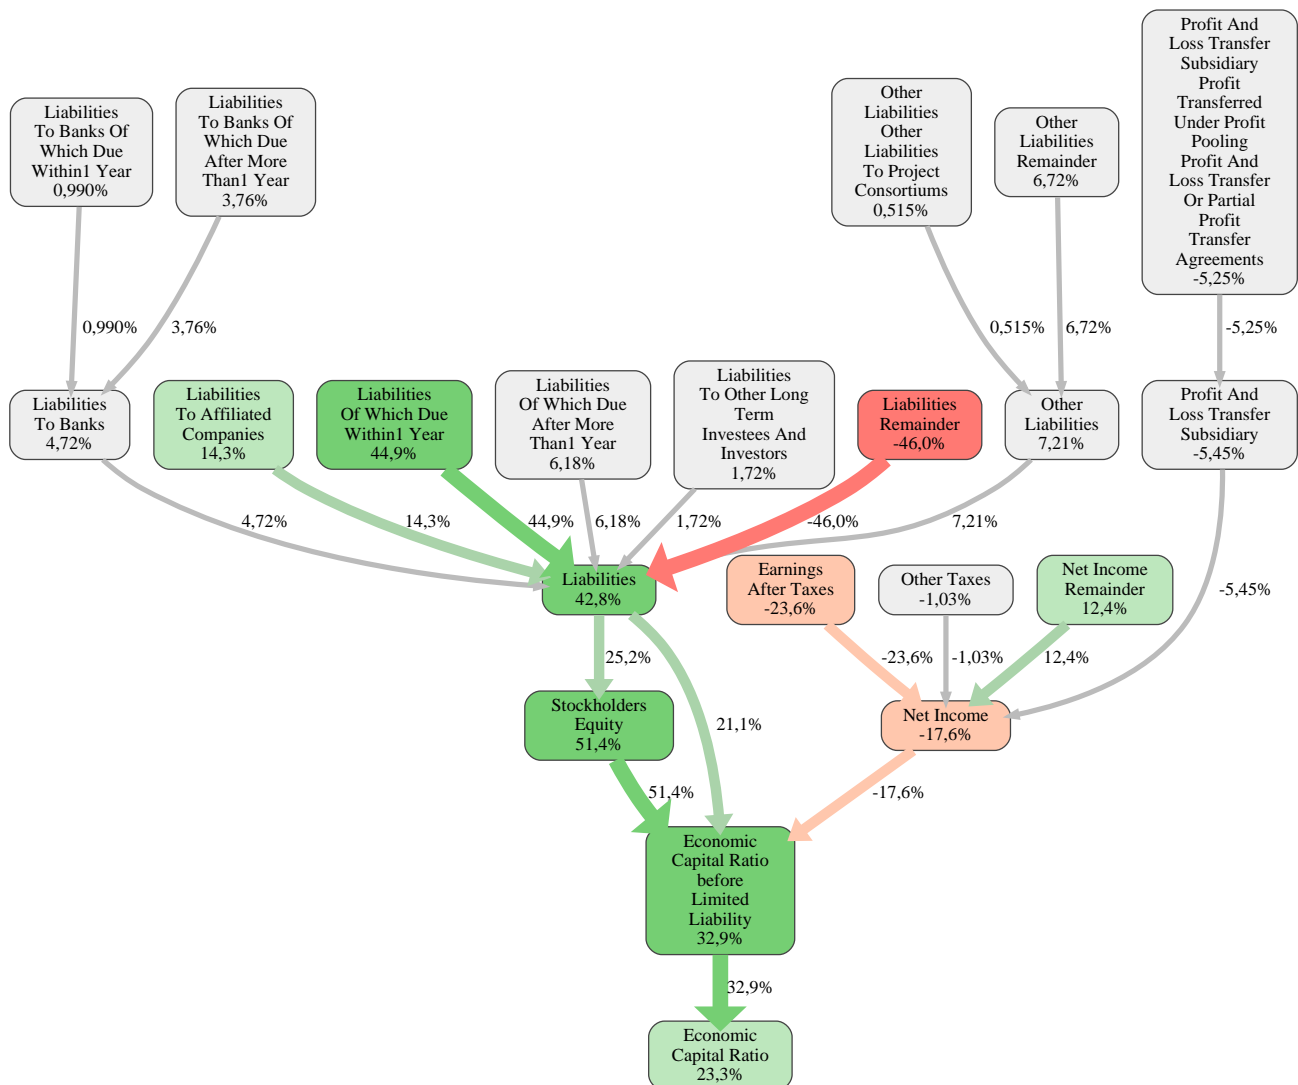 Profit And
Loss Transfer
Subsidiary
Profit
Transferred
Under Profit
Pooling
Profit And
Loss Transfer
Or Partial
Profit
Transfer
Agreements
-5,25%
Liabilities
To Banks Of
Which Due
Within1 Year
0,990%
Liabilities
To Banks Of
Which Due
After More
Than1 Year
3,76%
Other
Liabilities
Other
Liabilities
To Project
Consortiums
0,515%
Other
Liabilities
Remainder
6,72%
0,990%
3,76%
0,515%
6,72%
-5,25%
Liabilities
To Banks
4,72%
Liabilities
To Affiliated
Companies
14,3%
Liabilities
Of Which Due
Within1 Year
44,9%
Liabilities
Of Which Due
After More
Than1 Year
6,18%
Liabilities
To Other Long
Term
Investees And
Investors
1,72%
Liabilities
Remainder
-46,0%
Other
Liabilities
7,21%
Profit And
Loss Transfer
Subsidiary
-5,45%
4,72%
14,3%
44,9%
6,18%
1,72%
-46,0%
7,21%
Liabilities
42,8%
Earnings
After Taxes
-23,6%
Other Taxes
-1,03%
Net Income
Remainder
12,4%
-5,45%
25,2%
-23,6%
-1,03%
12,4%
Stockholders
Equity
51,4%
21,1%
Net Income
-17,6%
51,4%
-17,6%
Economic
Capital Ratio
before
Limited
Liability
32,9%
32,9%
Economic
Capital Ratio
23,3%